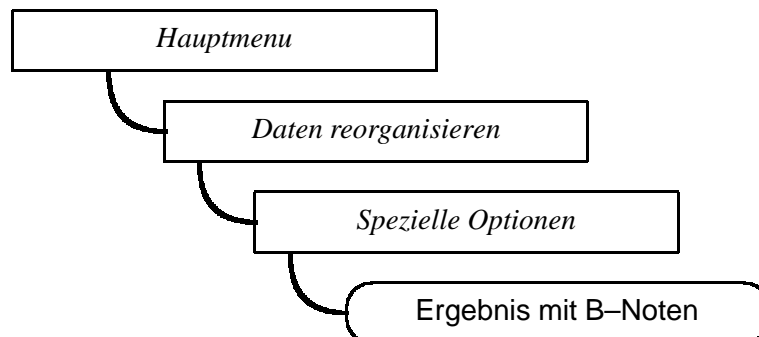 Hauptmenu
Daten reorganisieren
Spezielle Optionen
Ergebnis mit B–Noten